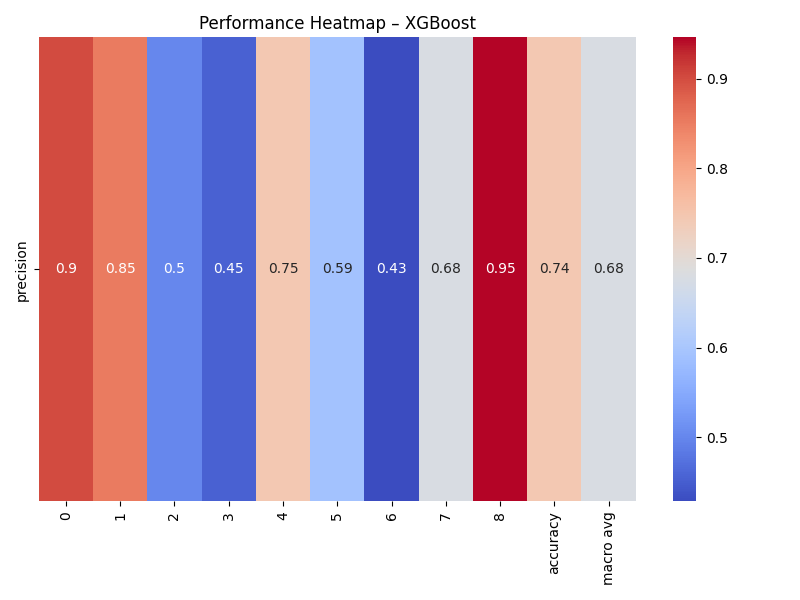 Performance Heatmap – XGBoost
precision
0.9 0.85 0.5 0.45 0.75 0.59 0.43 0.68 0.95 0.74 0.68
0 1 2 3 4 5 6 7 8 accuracy macro avg
0.9
0.8
0.7
0.6
0.5